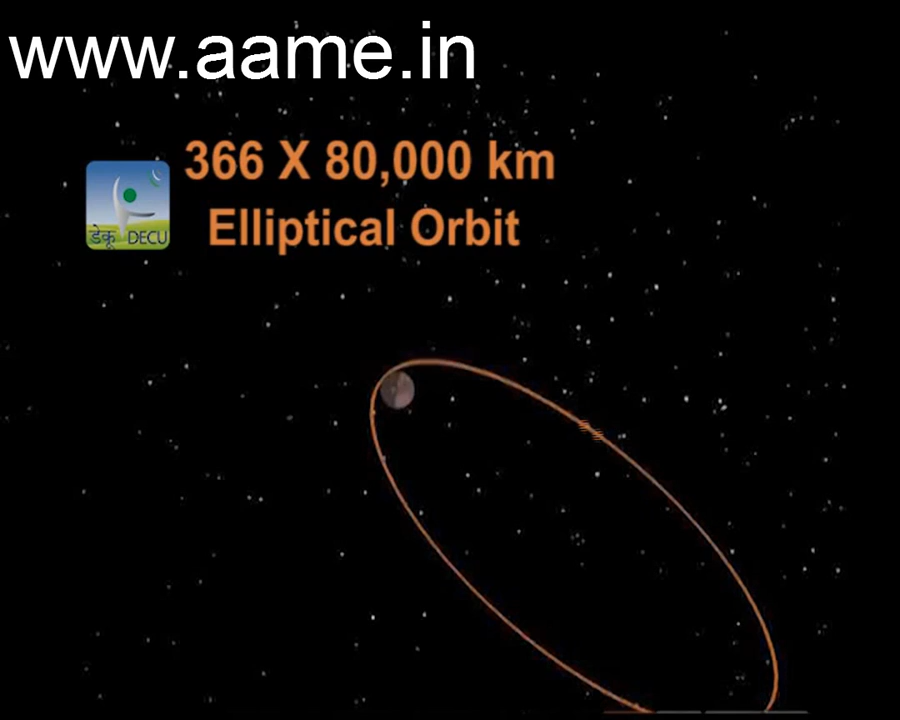 www.aame.in
366 X 80,000 km
Elliptical Orbit
डेकू DECU